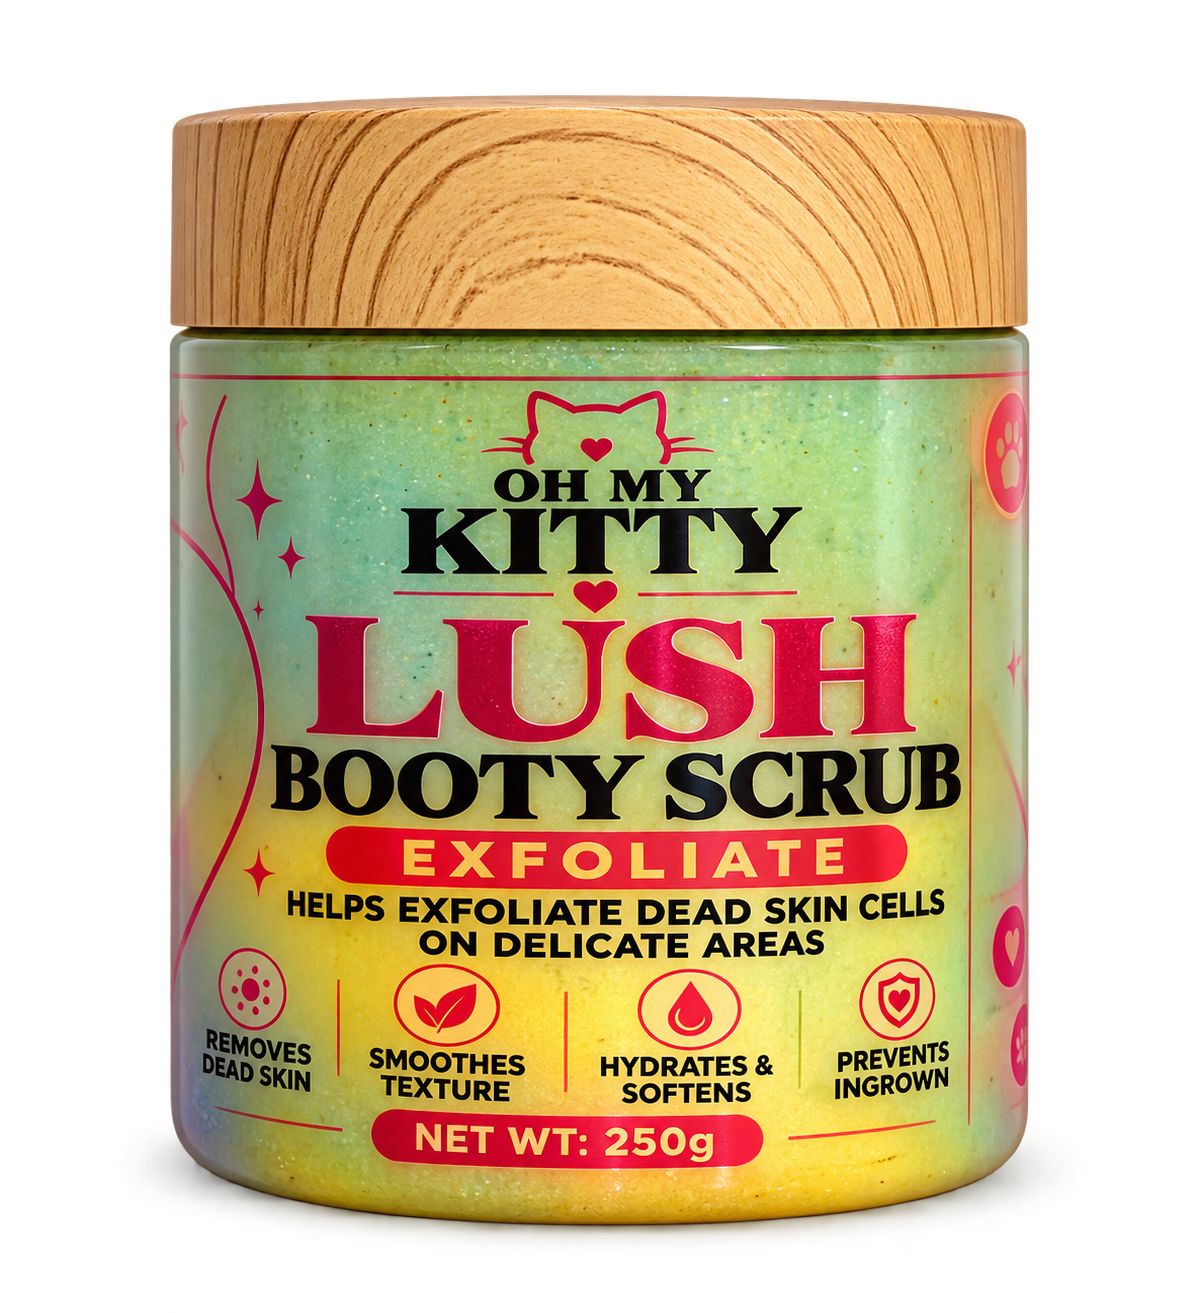 OH MY
KITTY
LUSH
BOOTY SCRUB
EXFOLIATE
HELPS EXFOLIATE DEAD SKIN CELLS
ON DELICATE AREAS
REMOVES
DEAD SKIN
SMOOTHES
TEXTURE
HYDRATES &
SOFTENS
PREVENTS
INGROWN
NET WT: 250g